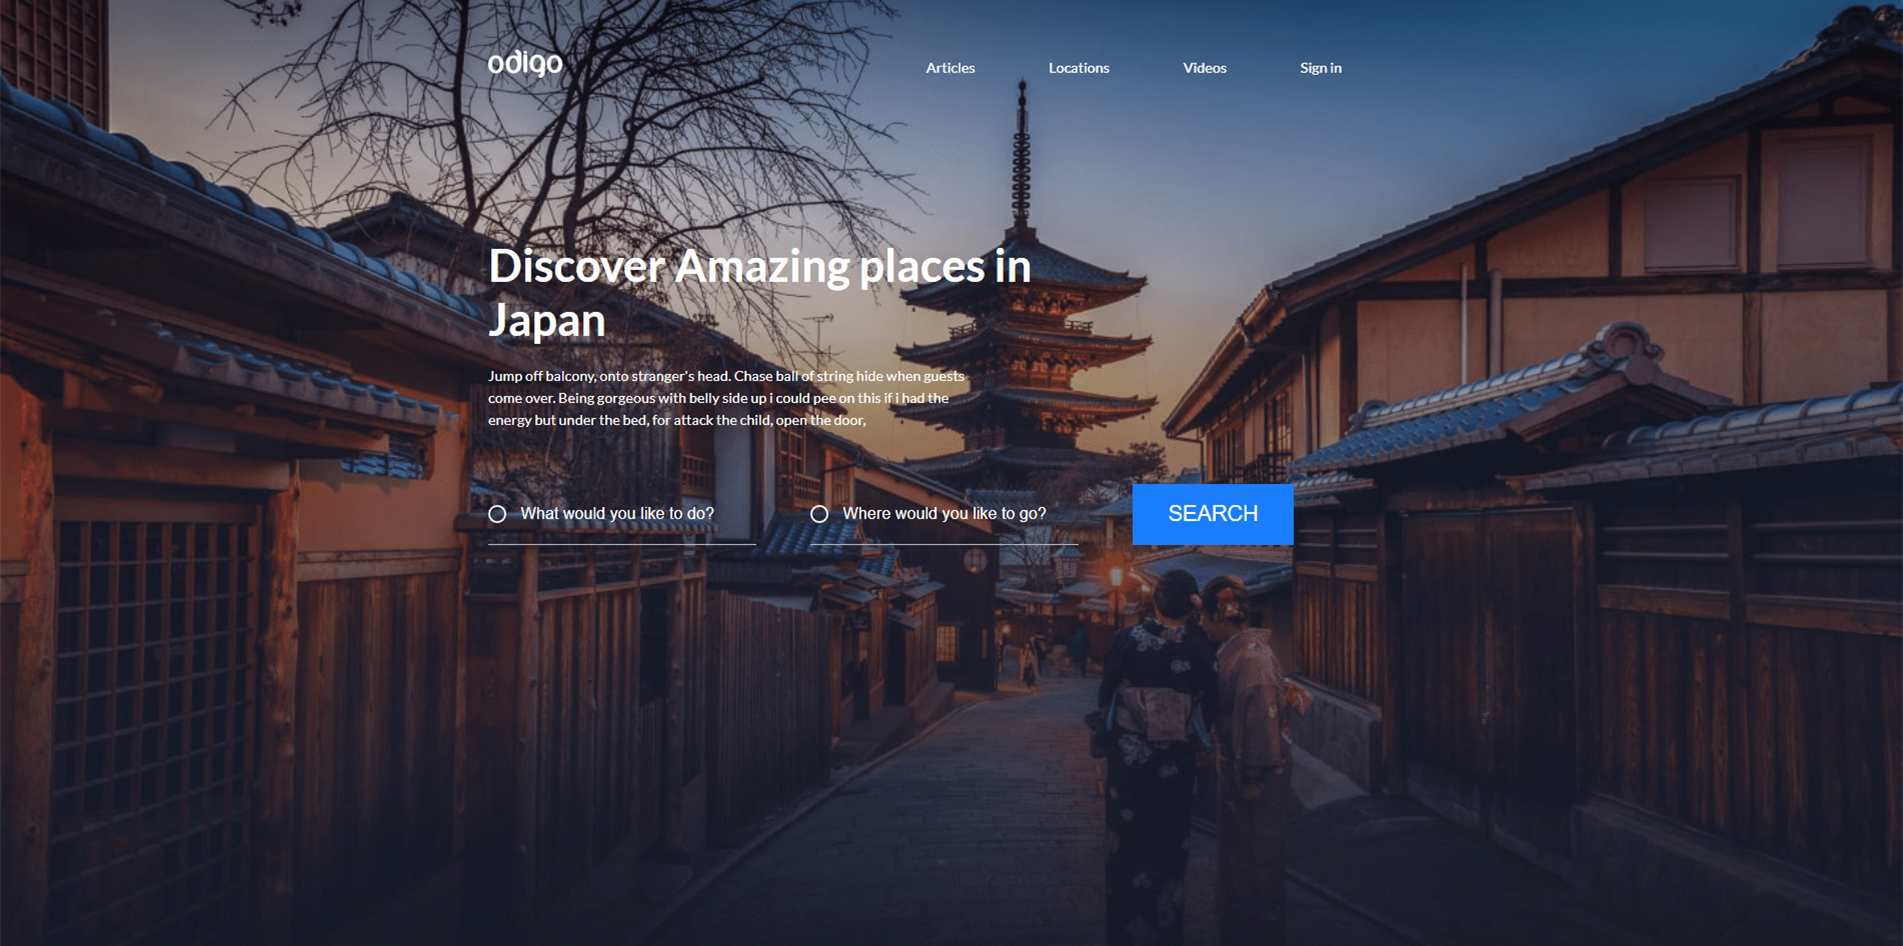 odigo
Articles
Locations
Videos
Sign in
Discover Amazing places in
Japan
Jump off balcony, onto stranger's head. Chase ball of string hide when guests
come over. Being gorgeous with belly side up i could pee on this if i had the
energy but under the bed, for attack the child, open the door,
What would you like to do?
Where would you like to go?
SEARCH